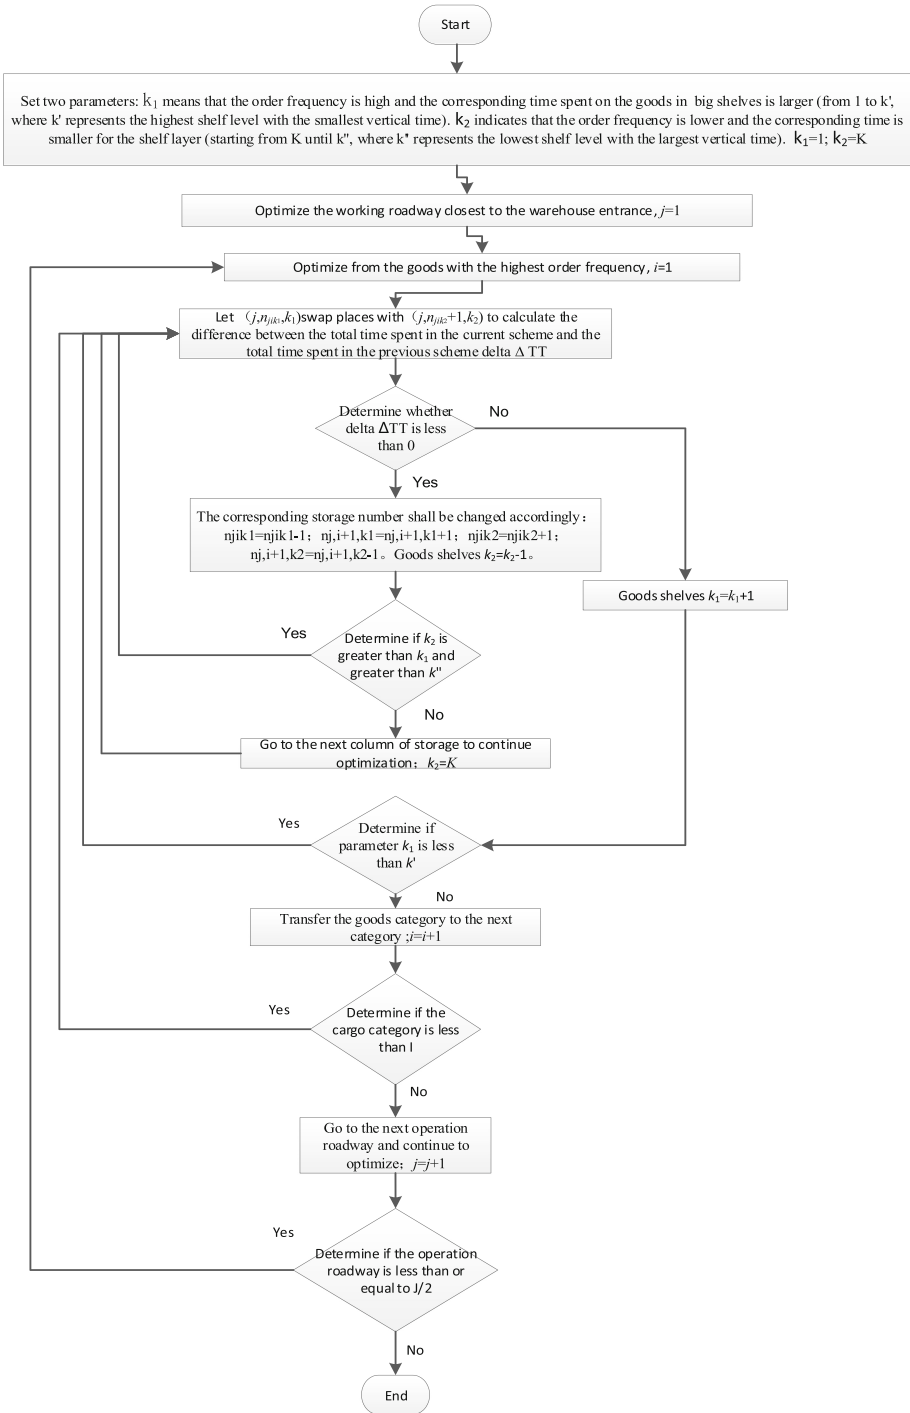 Start
Set two parameters: k₁ means that the order frequency is high and the corresponding time spent on the goods in big shelves is larger (from 1 to k',
where k' represents the highest shelf level with the smallest vertical time). k₂ indicates that the order frequency is lower and the corresponding time is
smaller for the shelf layer (starting from K until k'', where k'' represents the lowest shelf level with the largest vertical time). k₁=1; k₂=K
Optimize the working roadway closest to the warehouse entrance, j=1
Optimize from the goods with the highest order frequency, i=1
Let （j,njik₁,k₁)swap places with（j,njik₂+1,k₂) to calculate the
difference between the total time spent in the current scheme and the
total time spent in the previous scheme delta Δ TT
Determine whether
delta ΔTT is less
than 0
No
Yes
The corresponding storage number shall be changed accordingly：
njik1=njik1-1；nj,i+1,k1=nj,i+1,k1+1；njik2=njik2+1；
nj,i+1,k2=nj,i+1,k2-1。Goods shelves k₂=k₂-1。
Goods shelves k₁=k₁+1
Yes
Determine if k₂ is
greater than k₁ and
greater than k''
No
Go to the next column of storage to continue
optimization；k₂=K
Yes
Determine if
parameter k₁ is less
than k'
No
Transfer the goods category to the next
category ;i=i+1
Yes
Determine if the
cargo category is less
than I
No
Go to the next operation
roadway and continue to
optimize；j=j+1
Yes
Determine if the operation
roadway is less than or
equal to J/2
No
End